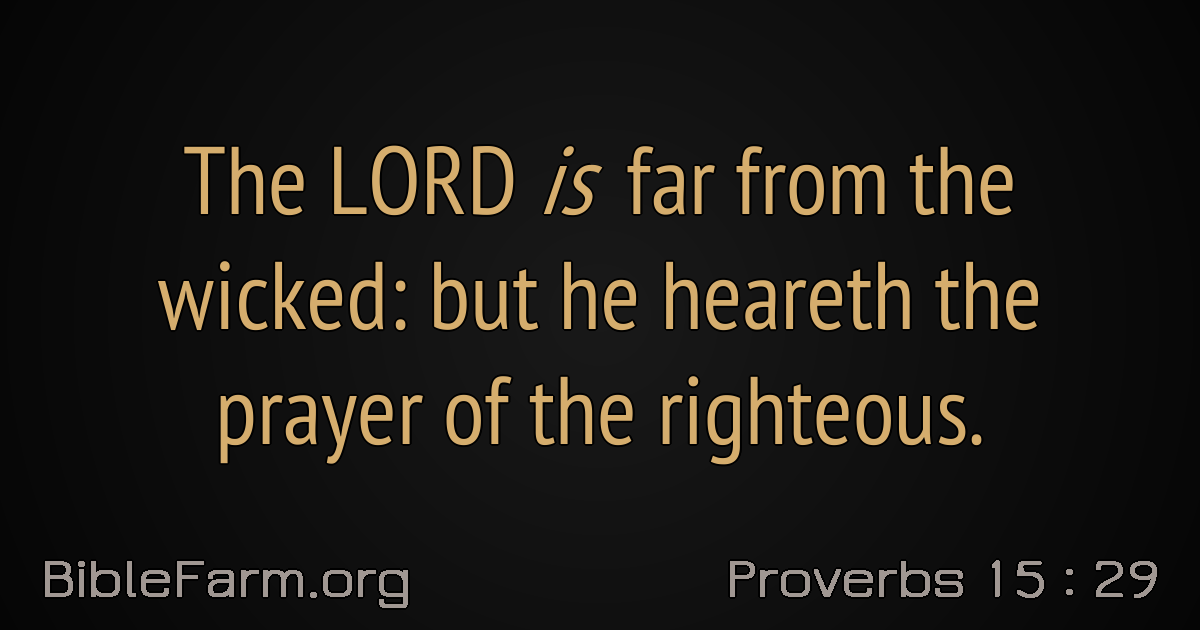 The LORD is far from the
wicked: but he heareth the
prayer of the righteous.
BibleFarm.org
Proverbs 15 : 29